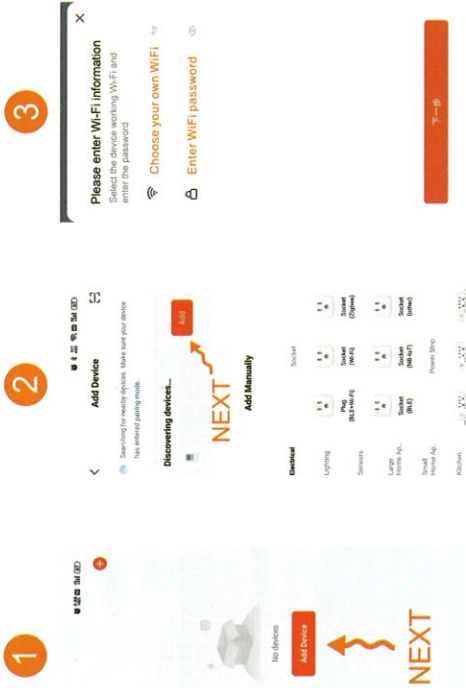 1
No devices
Add Device
NEXT
2
Add Device
Searching for nearby devices. Make sure your device
has entered pairing mode.
Discovering devices...
Add
NEXT
Add Manually
Electrical
Lighting
Sensors
Large
Home Ap..
Small
Home Ap..
Kitchen
Socket
Plug
(BLE+Wi-Fi)
Socket
(Wi-Fi)
Socket
(Zigbee)
Socket
(BLE)
Socket
(NB-IoT)
Socket
(other)
Power Strip
3
Please enter Wi-Fi information
Select the device working Wi-Fi and
enter the password
Choose your own WiFi
Enter WiFi password
下一步